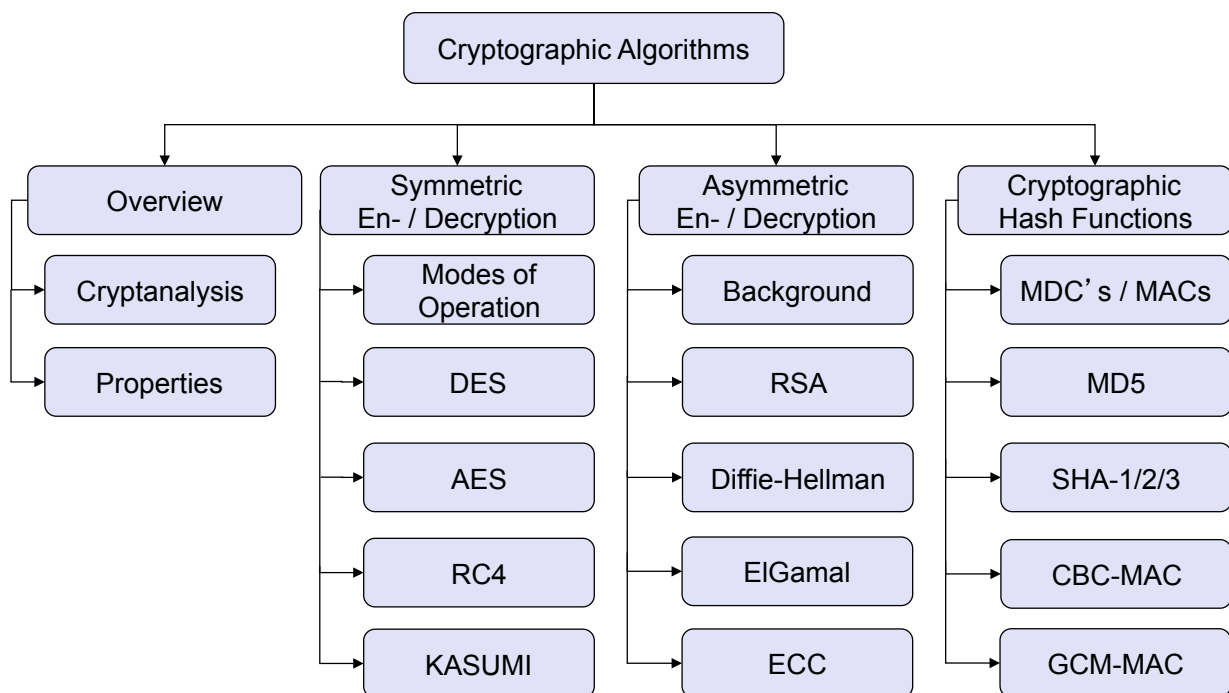 Cryptographic Algorithms
Overview
Cryptanalysis
Properties
Symmetric
En- / Decryption
Modes of
Operation
DES
AES
RC4
KASUMI
Asymmetric
En- / Decryption
Background
RSA
Diffie-Hellman
ElGamal
ECC
Cryptographic
Hash Functions
MDC’s / MACs
MD5
SHA-1/2/3
CBC-MAC
GCM-MAC